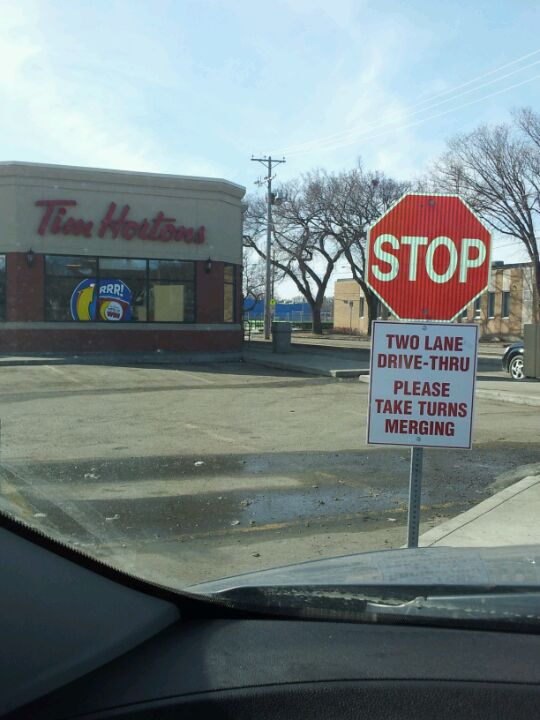 Tim Hortons
RRR!
STOP
TWO LANE
DRIVE-THRU
PLEASE
TAKE TURNS
MERGING